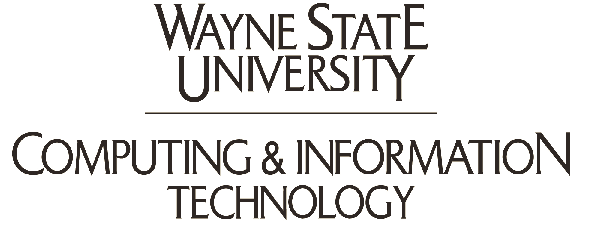 WAYNE STATE
UNIVERSITY
COMPUTING & INFORMATION
TECHNOLOGY